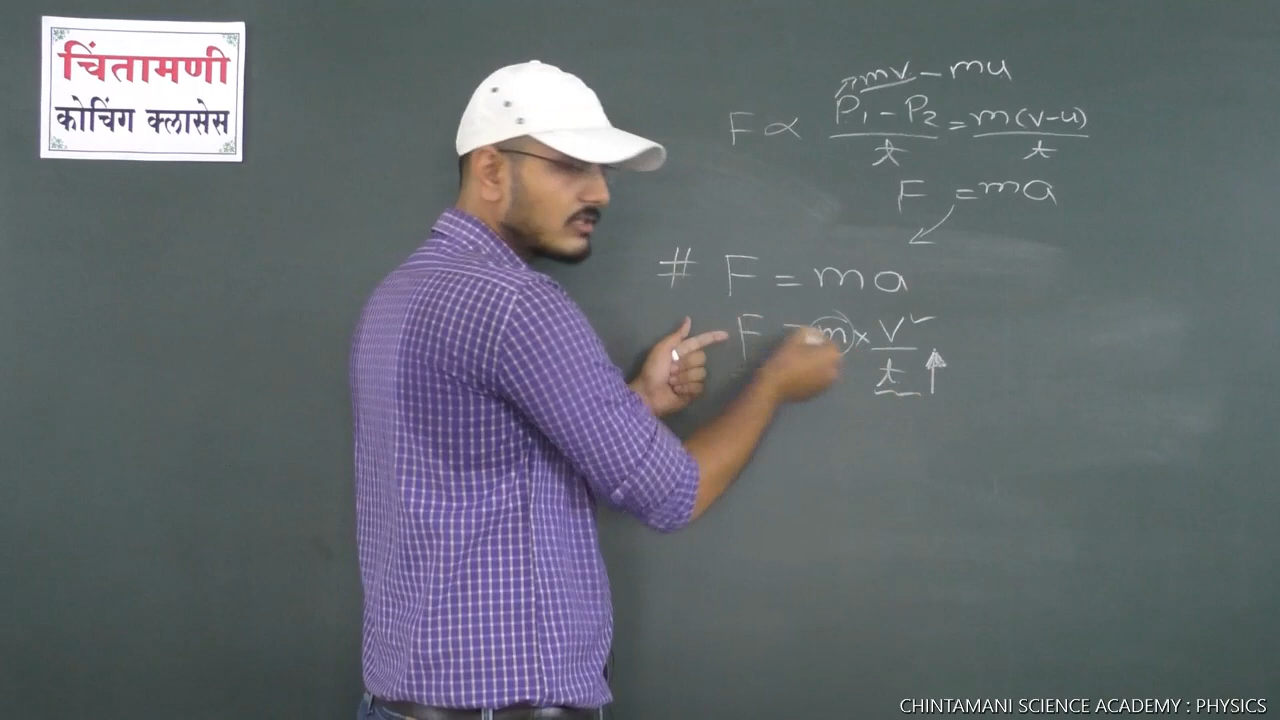 चिंतामणी
कोचिंग क्लासेस
mv - mu
F ∝ P₁ - P₂ / t = m(v-u) / t
F = ma
# F = ma
F = m × v / t
CHINTAMANI SCIENCE ACADEMY : PHYSICS